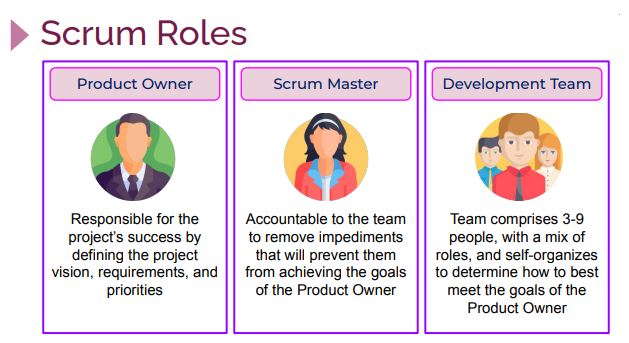 Scrum Roles
Product Owner
Responsible for the
project's success by
defining the project
vision, requirements, and
priorities
Scrum Master
Accountable to the team
to remove impediments
that will prevent them
from achieving the goals
of the Product Owner
Development Team
Team comprises 3-9
people, with a mix of
roles, and self-organizes
to determine how to best
meet the goals of the
Product Owner